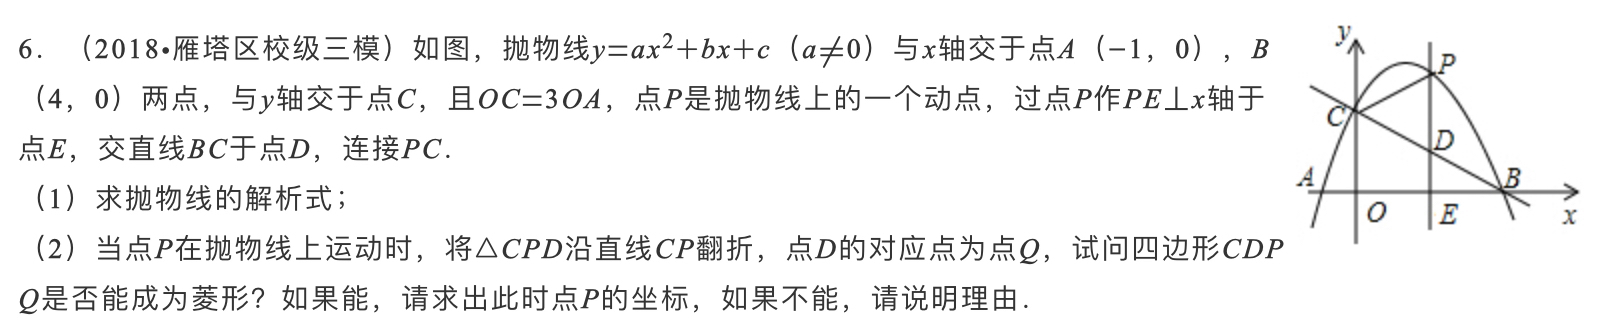 6. （2018•雁塔区校级三模）如图，抛物线y=ax²+bx+c（a≠0）与x轴交于点A（−1，0），B
（4，0）两点，与y轴交于点C，且OC=3OA，点P是抛物线上的一个动点，过点P作PE⊥x轴于
点E，交直线BC于点D，连接PC.
（1）求抛物线的解析式；
（2）当点P在抛物线上运动时，将△CPD沿直线CP翻折，点D的对应点为点Q，试问四边形CDP
Q是否能成为菱形？如果能，请求出此时点P的坐标，如果不能，请说明理由.
y
P
C
D
A
B
O
E
x